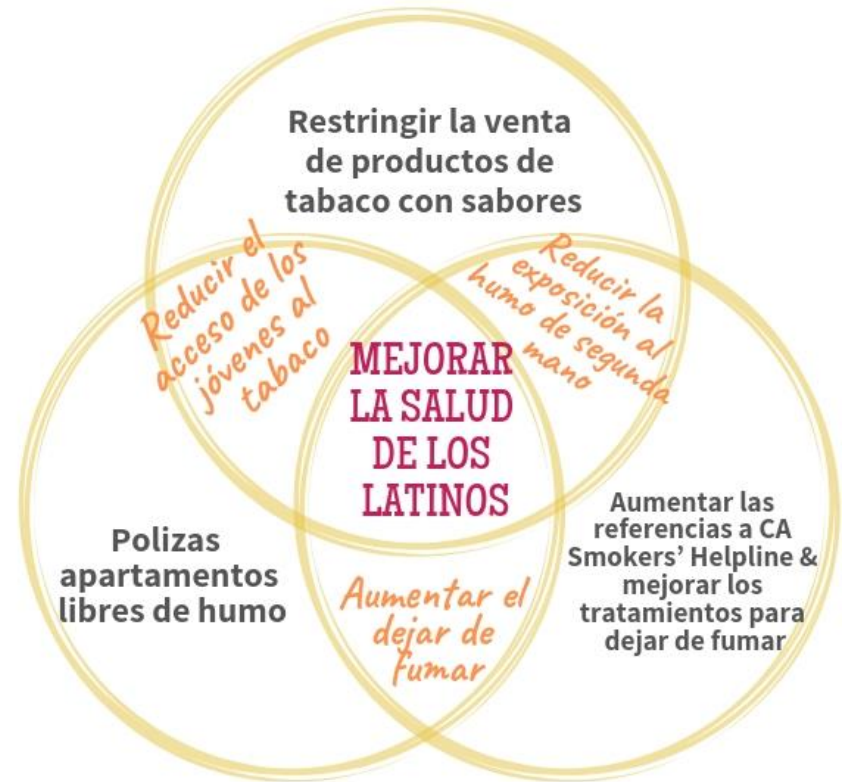 Restringir la venta
de productos de
tabaco con sabores
Reducir el
acceso de los
jóvenes al
tabaco
Reducir la
exposición al
humo de segunda
mano
MEJORAR
LA SALUD
DE LOS
LATINOS
Polizas
apartamentos
libres de humo
Aumentar las
referencias a CA
Smokers’ Helpline &
mejorar los
tratamientos para
dejar de fumar
Aumentar el
dejar de
fumar